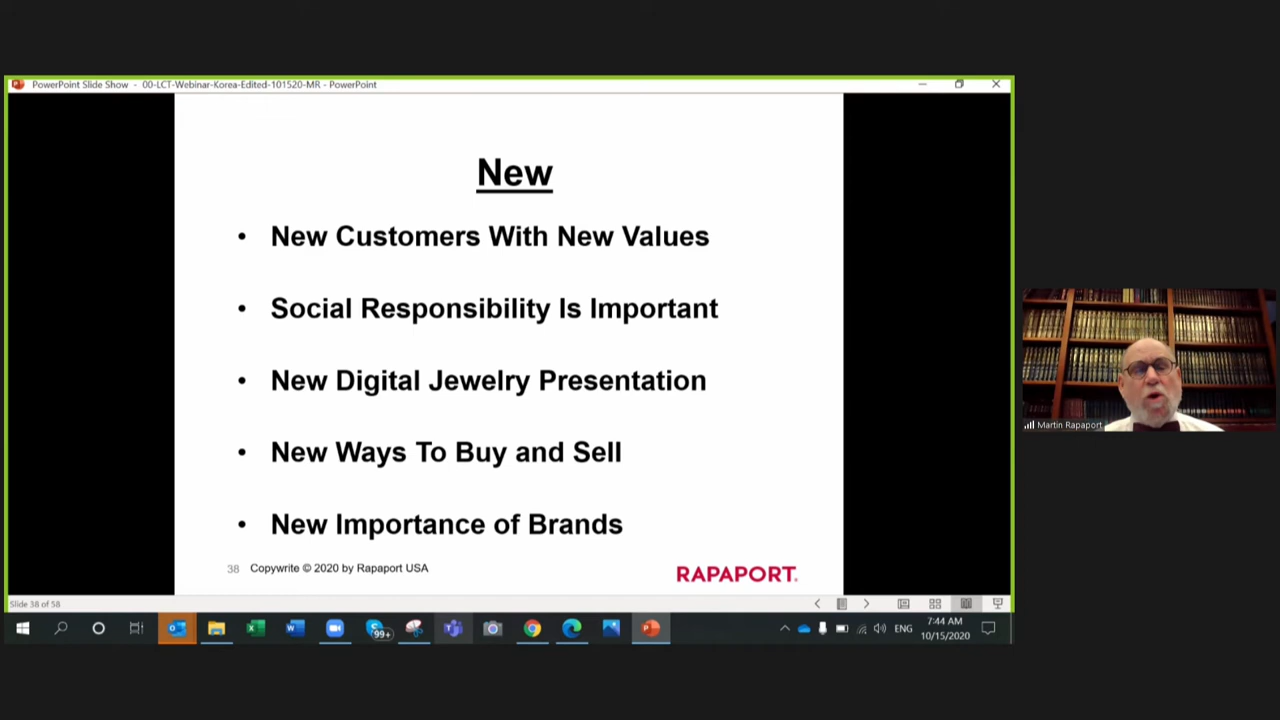 PowerPoint Slide Show - 00-LCT-Webinar-Korea-Edited-101520-MR - PowerPoint
New
• New Customers With New Values
• Social Responsibility Is Important
• New Digital Jewelry Presentation
• New Ways To Buy and Sell
• New Importance of Brands
38 Copywrite © 2020 by Rapaport USA
RAPAPORT.
Martin Rapaport
Slide 38 of 58
99+
ENG
7:44 AM
10/15/2020